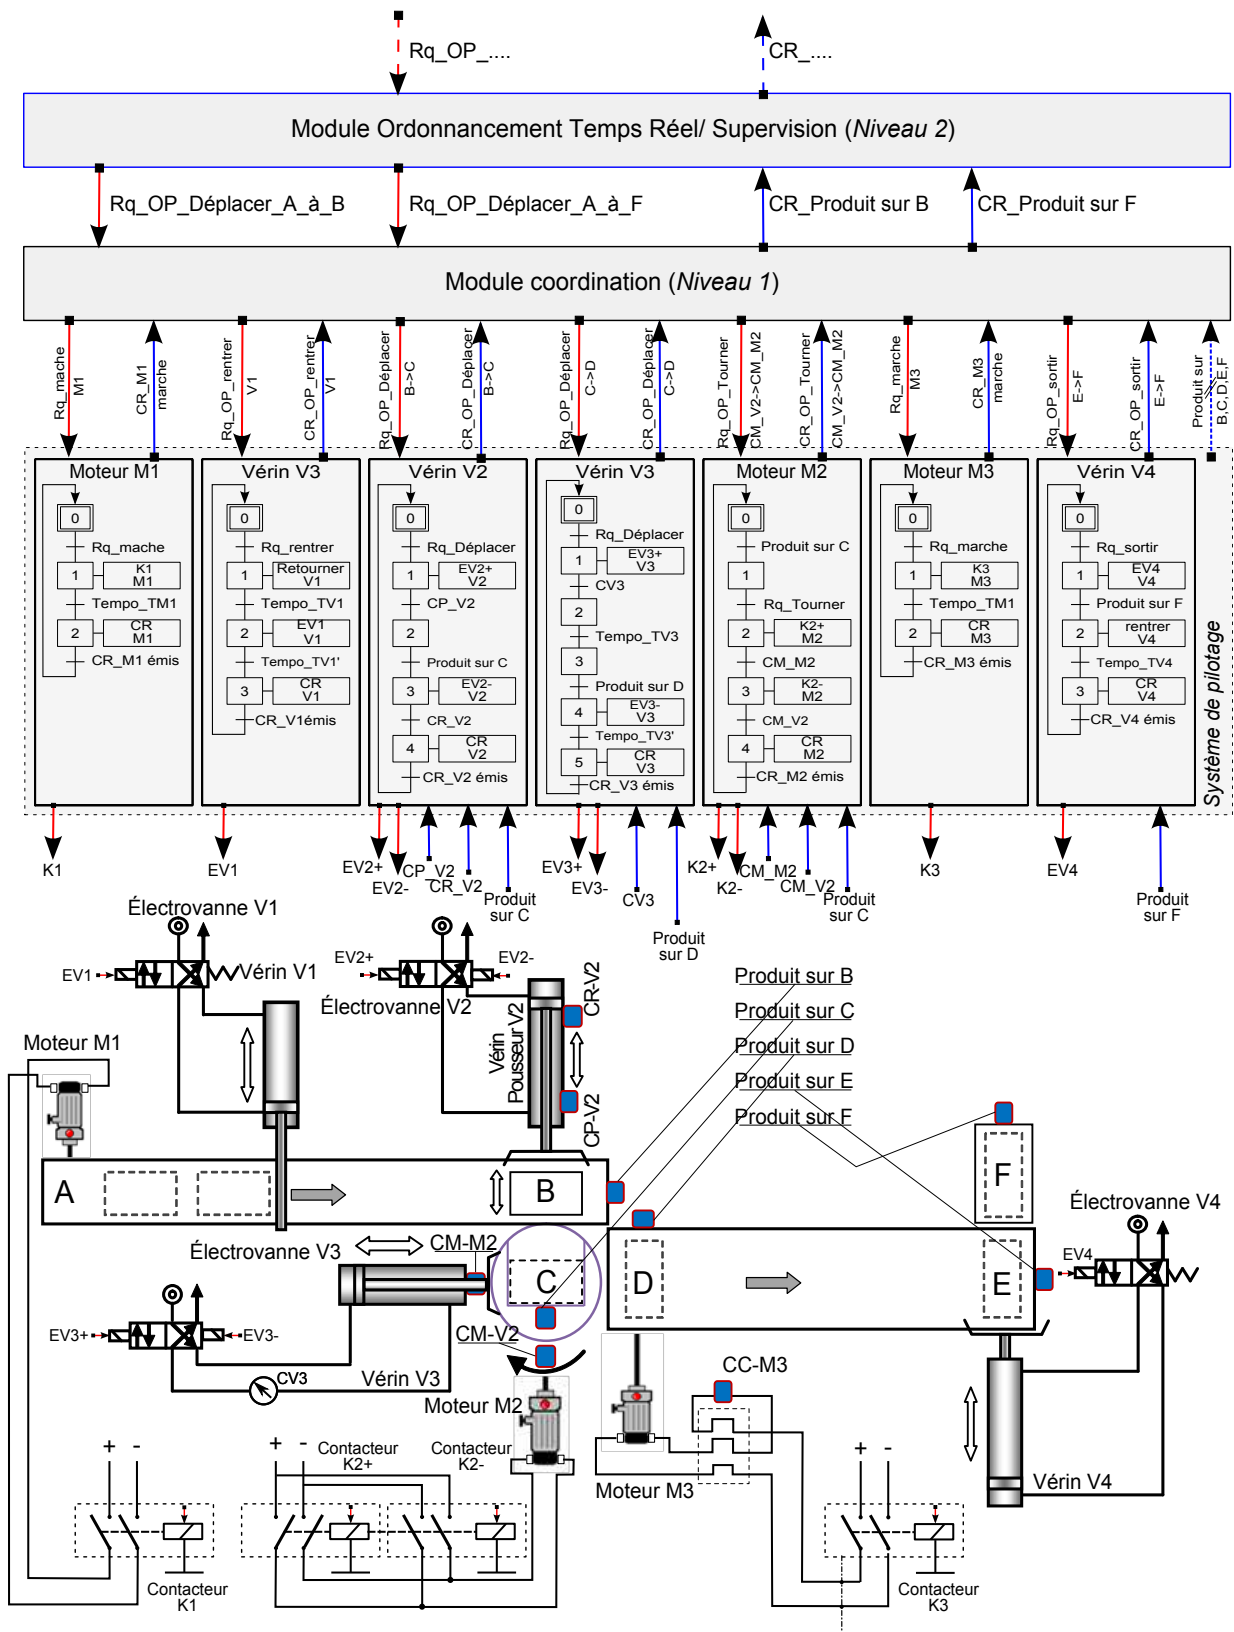 Rq_OP_....
CR_....
Module Ordonnancement Temps Réel/ Supervision (Niveau 2)
Rq_OP_Déplacer_A_à_B
Rq_OP_Déplacer_A_à_F
CR_Produit sur B
CR_Produit sur F
Module coordination (Niveau 1)
Rq_mache
M1
CR_M1
marche
Rq_OP_rentrer
V1
CR_OP_rentrer
V1
Rq_OP_Déplacer
B->C
CR_OP_Déplacer
B->C
Rq_OP_Déplacer
C->D
CR_OP_Déplacer
C->D
Rq_OP_Tourner
CM_V2->CM_M2
CR_OP_Tourner
CM_V2->CM_M2
Rq_marche
M3
CR_M3
marche
Rq_OP_sortir
E->F
CR_OP_sortir
E->F
Produit sur
B,C,D,E,F
Moteur M1
0
Rq_mache
1
K1
M1
Tempo_TM1
2
CR
M1
CR_M1 émis
Vérin V3
0
Rq_rentrer
1
Retourner
V1
Tempo_TV1
2
EV1
V1
Tempo_TV1'
3
CR
V1
CR_V1émis
Vérin V2
0
Rq_Déplacer
1
EV2+
V2
CP_V2
2
Produit sur C
3
EV2-
V2
CR_V2
4
CR
V2
CR_V2 émis
Vérin V3
0
Rq_Déplacer
1
EV3+
V3
CV3
2
Tempo_TV3
3
Produit sur D
4
EV3-
V3
Tempo_TV3'
5
CR
V3
CR_V3 émis
Moteur M2
0
Produit sur C
1
Rq_Tourner
2
K2+
M2
CM_M2
3
K2-
M2
CM_V2
4
CR
M2
CR_M2 émis
Moteur M3
0
Rq_marche
1
K3
M3
Tempo_TM1
2
CR
M3
CR_M3 émis
Vérin V4
0
Rq_sortir
1
EV4
V4
Produit sur F
2
rentrer
V4
Tempo_TV4
3
CR
V4
CR_V4 émis
Système de pilotage
K1
EV1
EV2+
EV2-
CP_V2
CR_V2
Produit
sur C
EV3+
EV3-
CV3
Produit
sur D
K2+
K2-
CM_M2
CM_V2
Produit
sur C
K3
EV4
Produit
sur F
Électrovanne V1
EV1
Vérin V1
EV2+
EV2-
Électrovanne V2
Vérin
Pousseur V2
CR-V2
CP-V2
Produit sur B
Produit sur C
Produit sur D
Produit sur E
Produit sur F
Moteur M1
A
B
F
Électrovanne V4
EV4
Électrovanne V3
CM-M2
C
D
E
EV3+
EV3-
CM-V2
CV3
Vérin V3
Moteur M2
CC-M3
Moteur M3
Vérin V4
+ -
+ -
Contacteur
K2+
Contacteur
K2-
+ -
Contacteur
K1
Contacteur
K3